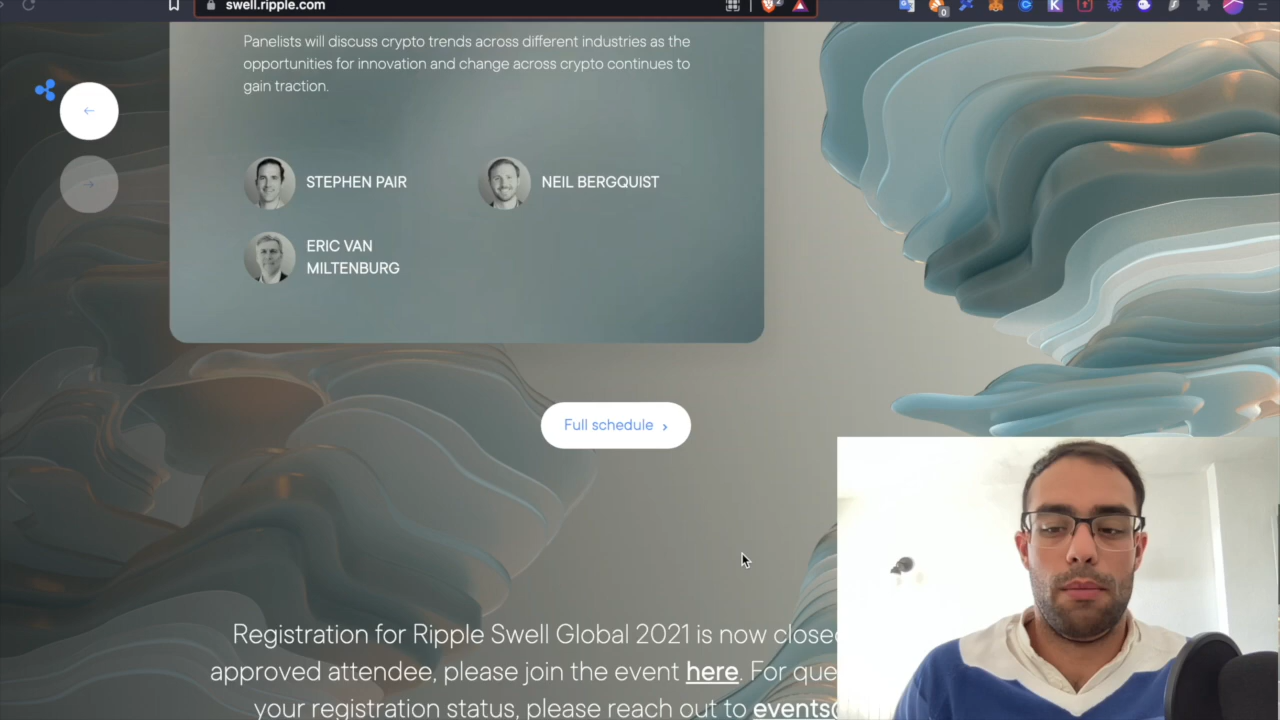 swell.ripple.com
Panelists will discuss crypto trends across different industries as the
opportunities for innovation and change across crypto continues to
gain traction.
STEPHEN PAIR
NEIL BERGQUIST
ERIC VAN
MILTENBURG
Full schedule
Registration for Ripple Swell Global 2021 is now closed
approved attendee, please join the event here. For que
your registration status, please reach out to events